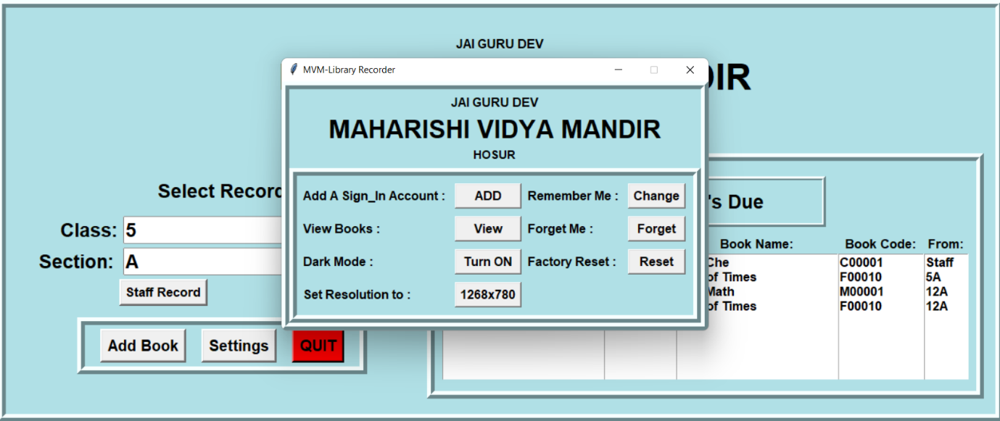 JAI GURU DEV
DIR
MVM-Library Recorder
JAI GURU DEV
MAHARISHI VIDYA MANDIR
HOSUR
Add A Sign_In Account : ADD Remember Me : Change
View Books : View Forget Me : Forget
Dark Mode : Turn ON Factory Reset : Reset
Set Resolution to : 1268x780
Select Record
Class: 5
Section: A
Staff Record
Add Book Settings QUIT
's Due
Book Name: Book Code: From:
Che C00001 Staff
of Times F00010 5A
Math M00001 12A
of Times F00010 12A